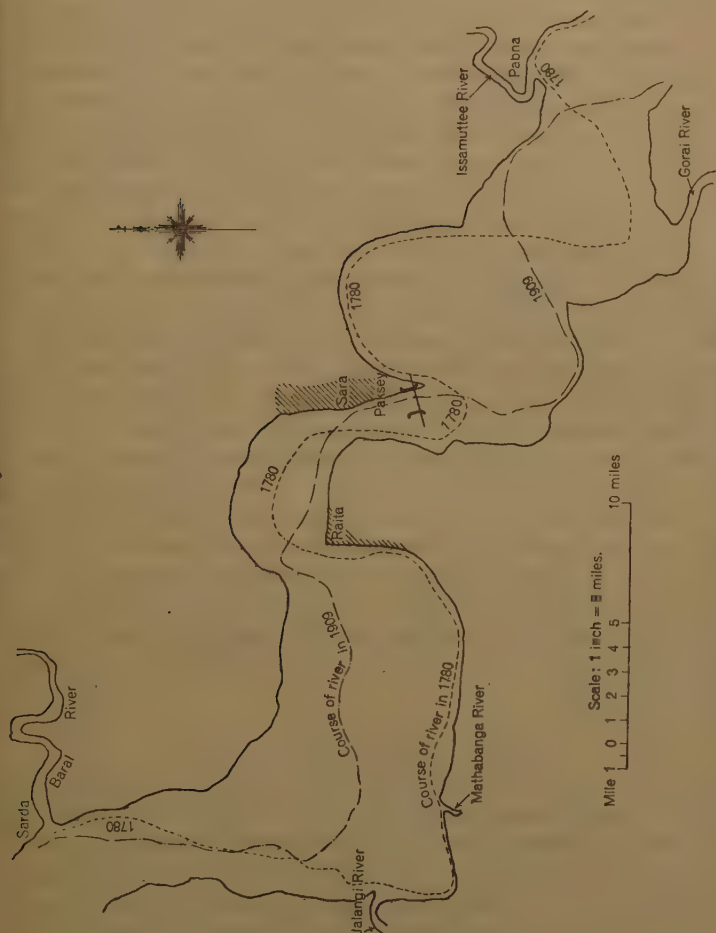 Issamuttee River
Pabna
1780
Gorai River
1780
1909
Sara
Paksey
1780
1780
Raita
Course of river in 1909
Course of river in 1780
Mathabanga River
Jalangi River
1780
Sarda
Baral
River
Scale: 1 inch = 8 miles.
Mile 1 0 1 2 3 4 5 10 miles